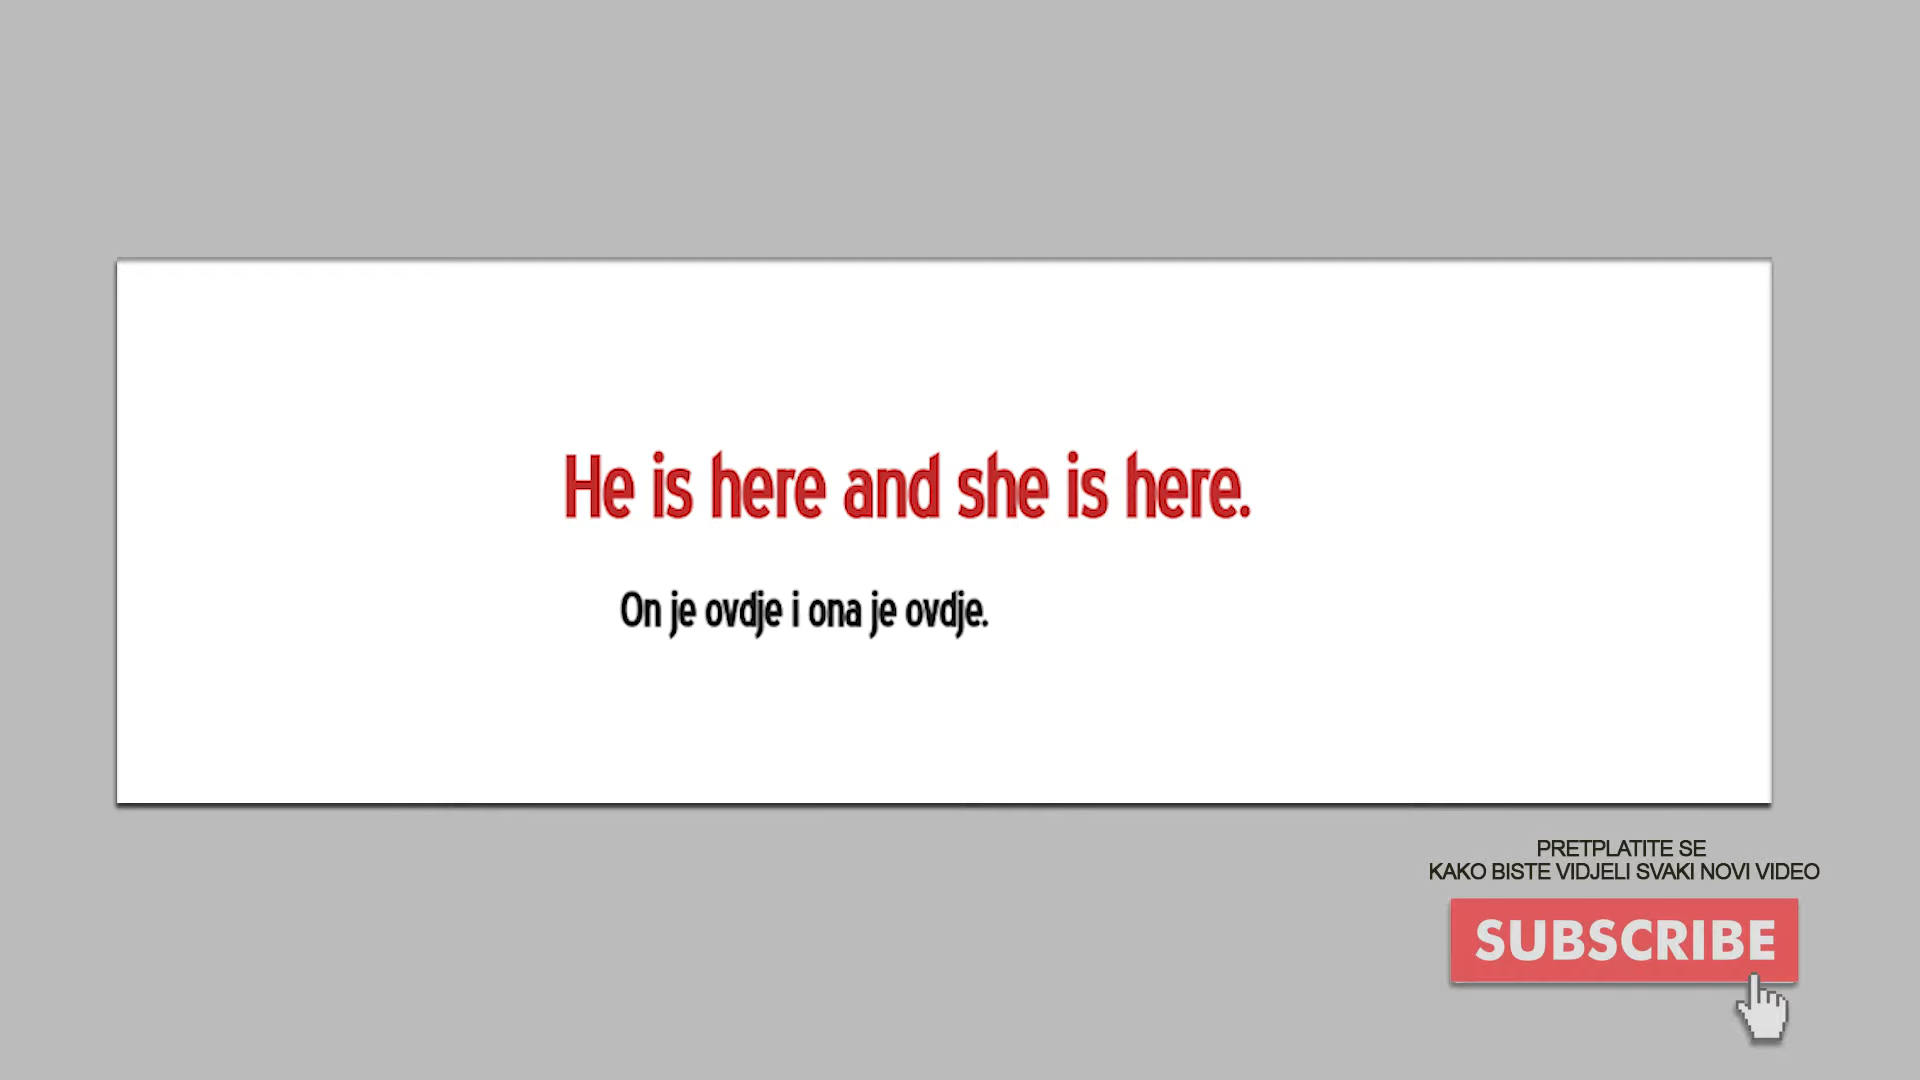 He is here and she is here.
On je ovdje i ona je ovdje.
PRETPLATITE SE
KAKO BISTE VIDJELI SVAKI NOVI VIDEO
SUBSCRIBE